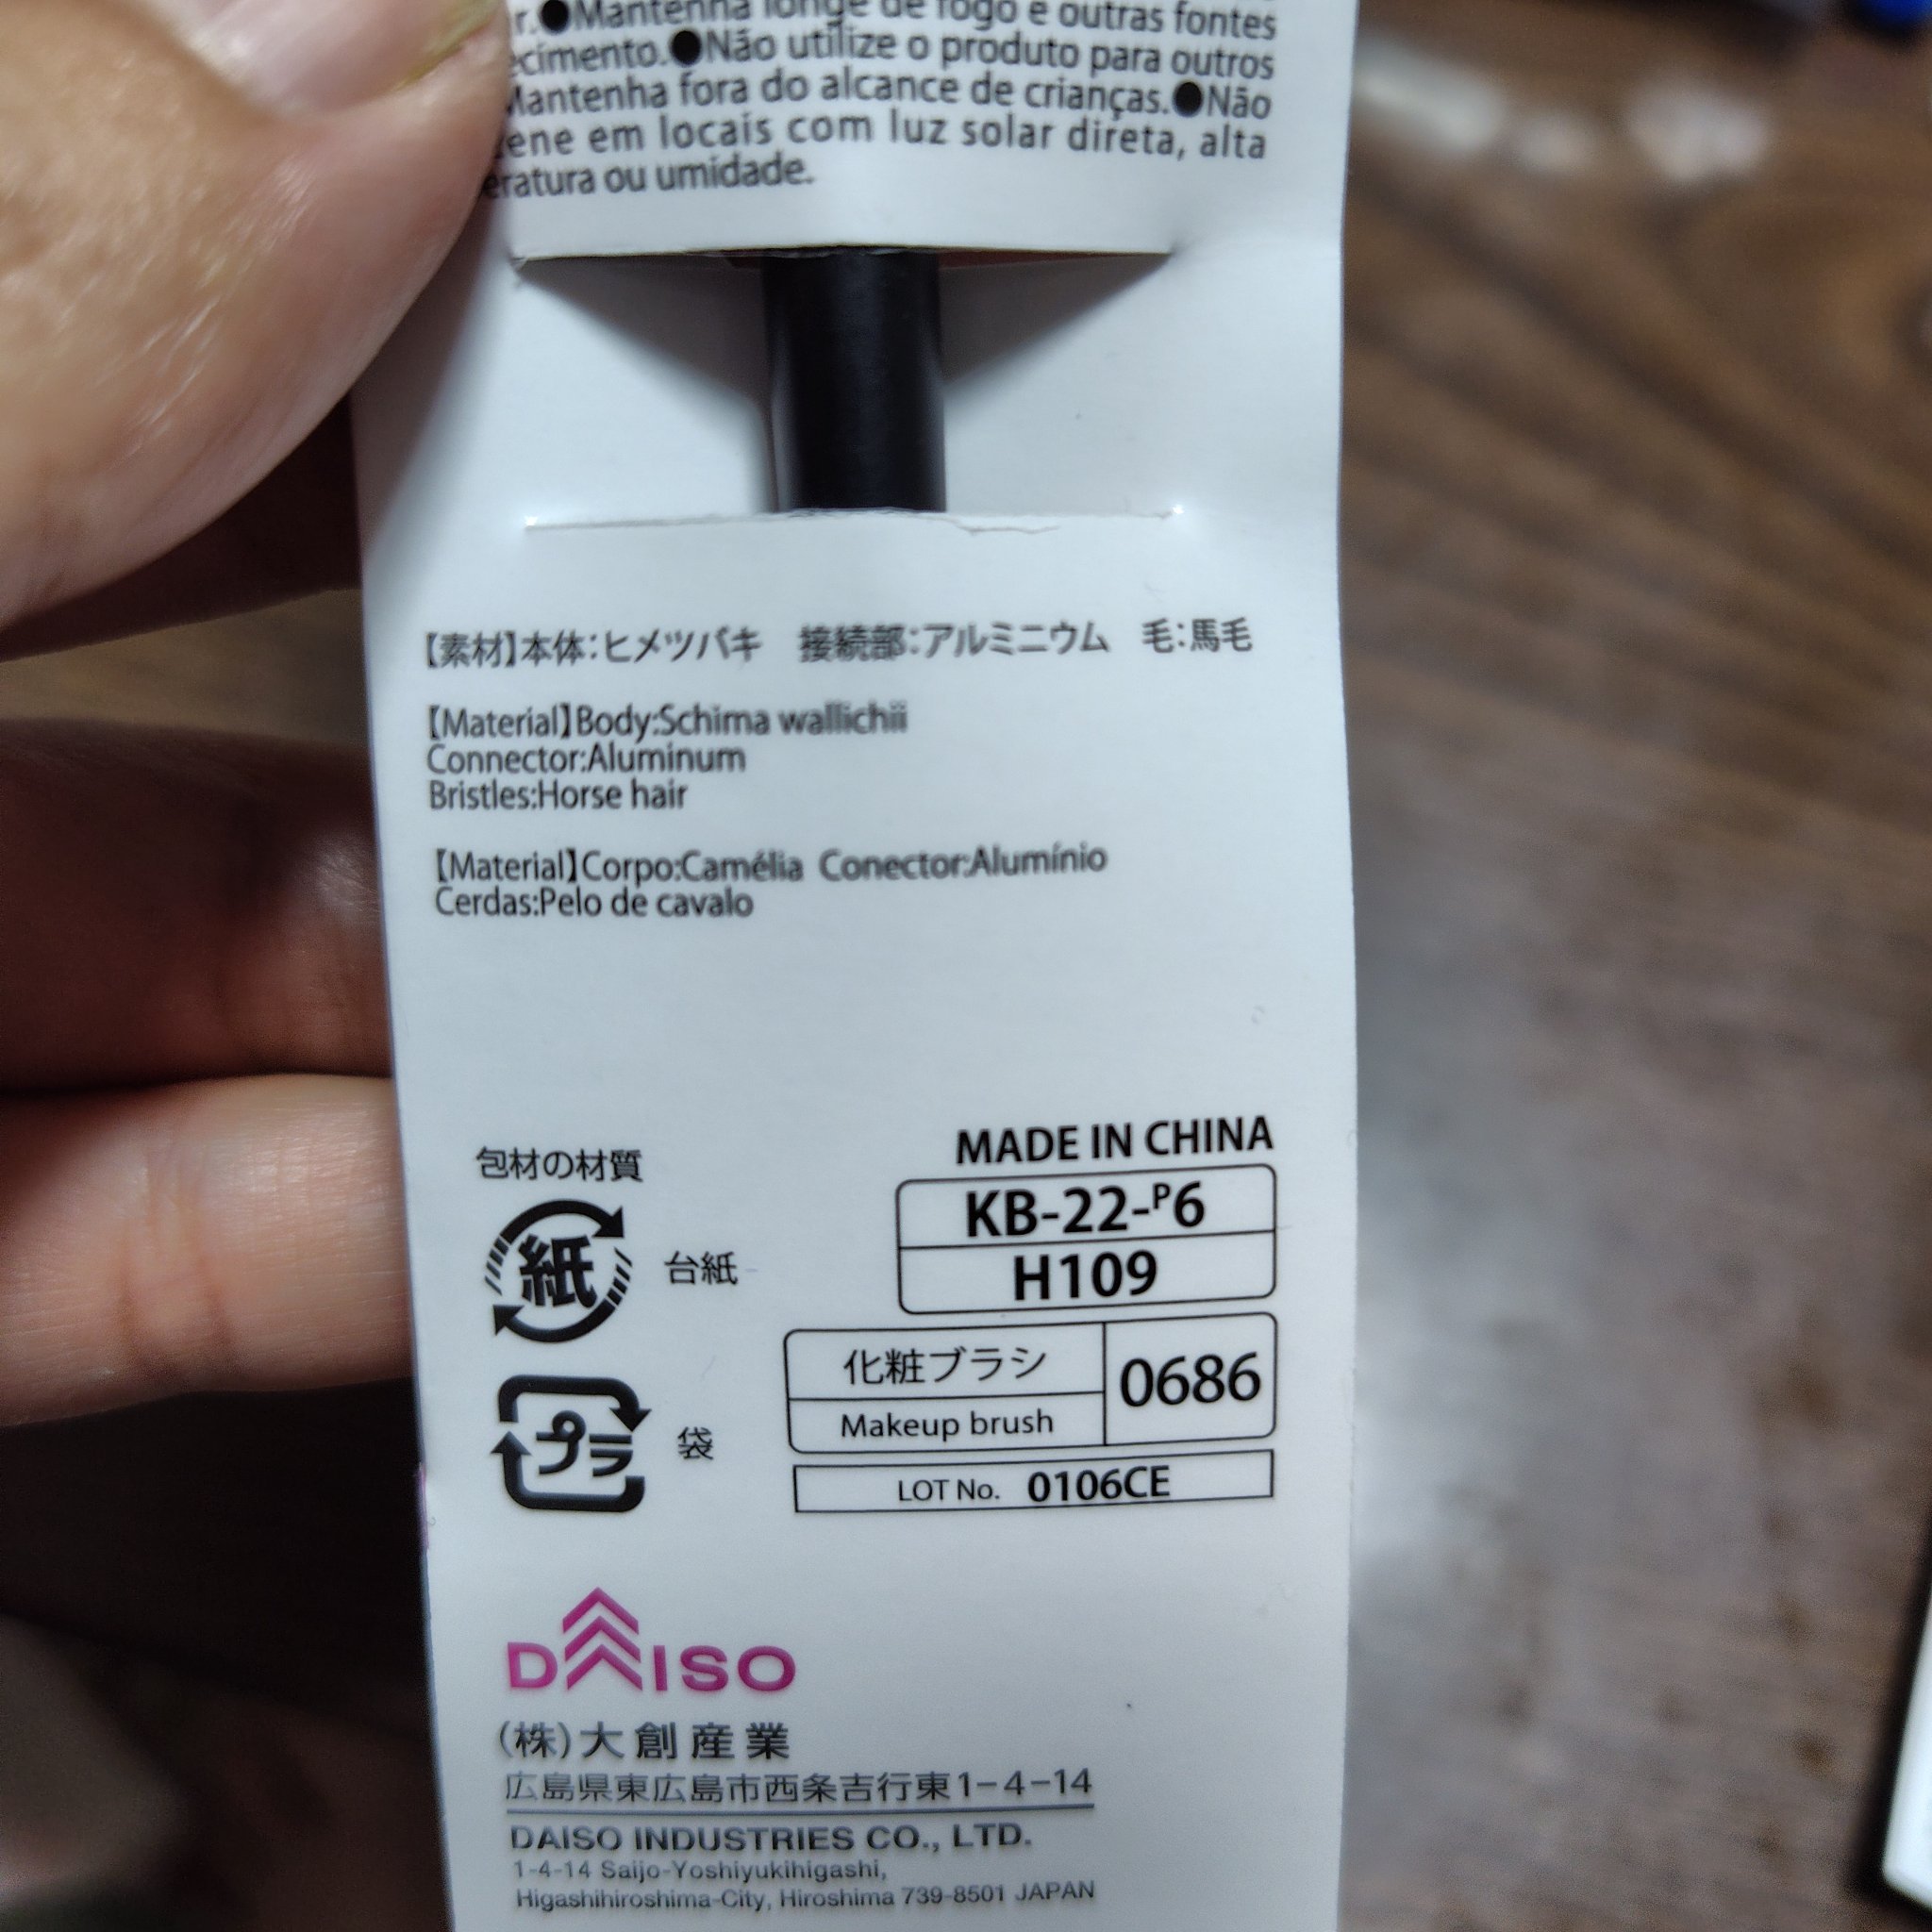 r.●Mantenha longe de fogo e outras fontes
ecimento.●Não utilize o produto para outros
Mantenha fora do alcance de crianças.●Não
ene em locais com luz solar direta, alta
eratura ou umidade.
【素材】本体:ヒメツバキ 接続部:アルミニウム 毛:馬毛
【Material】Body:Schima wallichii
Connector:Aluminum
Bristles:Horse hair
【Material】Corpo:Camélia Conector:Alumínio
Cerdas:Pelo de cavalo
MADE IN CHINA
KB-22-P6
H109
包材の材質
紙 台紙
プラ 袋
化粧ブラシ
Makeup brush
0686
LOT No. 0106CE
DAISO
(株)大創産業
広島県東広島市西条吉行東1-4-14
DAISO INDUSTRIES CO., LTD.
1-4-14 Saijo-Yoshiyukihigashi,
Higashihiroshima-City, Hiroshima 739-8501 JAPAN